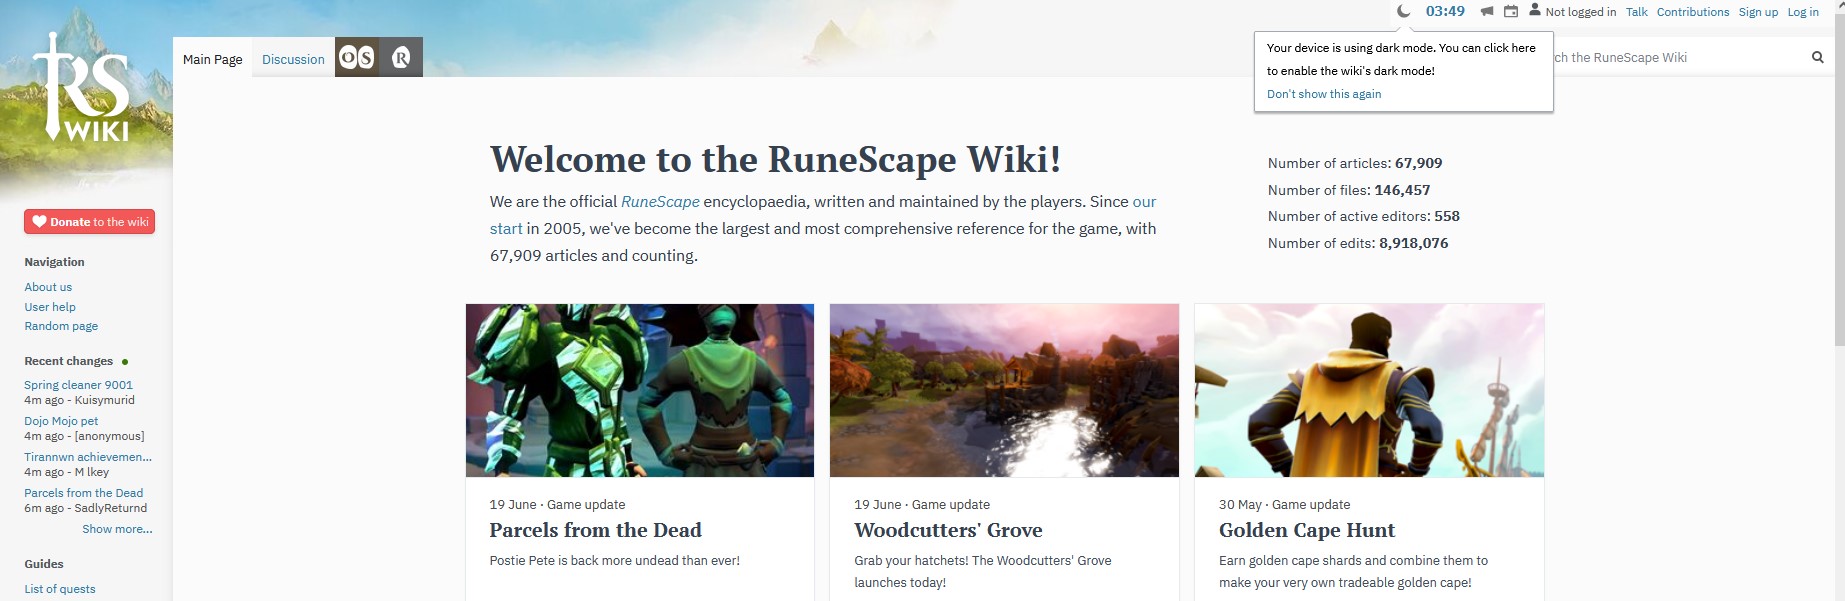 03:49
Not logged in Talk Contributions Sign up Log in
RS
WIKI
Main Page
Discussion
OS
R
Your device is using dark mode. You can click here
to enable the wiki's dark mode!
Don't show this again
the RuneScape Wiki
Welcome to the RuneScape Wiki!
We are the official RuneScape encyclopaedia, written and maintained by the players. Since our
start in 2005, we've become the largest and most comprehensive reference for the game, with
67,909 articles and counting.
Number of articles: 67,909
Number of files: 146,457
Number of active editors: 558
Number of edits: 8,918,076
Donate to the wiki
Navigation
About us
User help
Random page
Recent changes
Spring cleaner 9001
4m ago - Kuisymurid
Dojo Mojo pet
4m ago - [anonymous]
Tirannwn achievemen...
4m ago - M lkey
Parcels from the Dead
6m ago - SadlyReturnd
Show more...
Guides
List of quests
19 June · Game update
Parcels from the Dead
Postie Pete is back more undead than ever!
19 June · Game update
Woodcutters' Grove
Grab your hatchets! The Woodcutters' Grove
launches today!
30 May · Game update
Golden Cape Hunt
Earn golden cape shards and combine them to
make your very own tradeable golden cape!